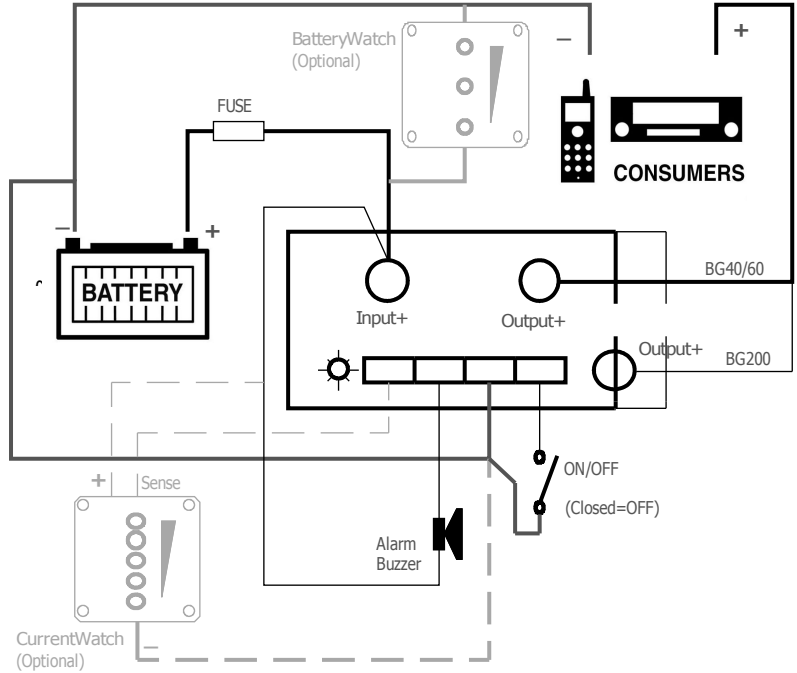 BatteryWatch
(Optional)
−
+
FUSE
CONSUMERS
−
+
BATTERY
Input+
Output+
BG40/60
Output+
BG200
+
Sense
ON/OFF
(Closed=OFF)
Alarm
Buzzer
CurrentWatch
(Optional)
−